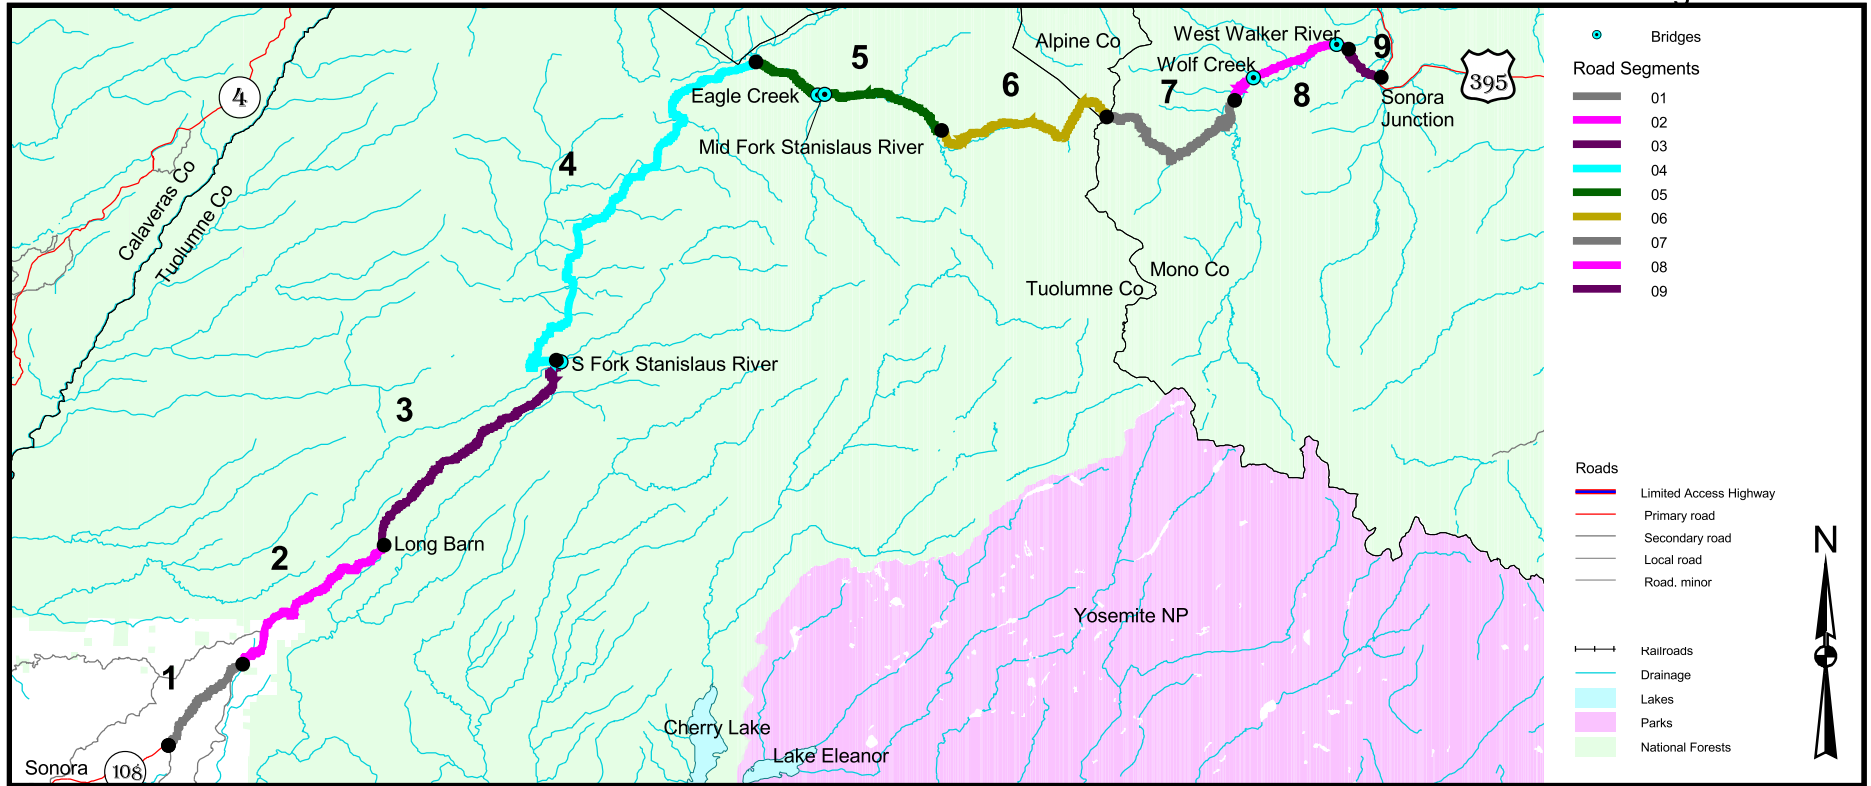 4
Calaveras Co
Tuolumne Co
5
Eagle Creek
Mid Fork Stanislaus River
4
6
Alpine Co
West Walker River
Wolf Creek
7
8
9
395
Sonora
Junction
Mono Co
Tuolumne Co
S Fork Stanislaus River
3
Long Barn
2
1
Sonora
108
Yosemite NP
Cherry Lake
Lake Eleanor
Bridges
Road Segments
01
02
03
04
05
06
07
08
09
Roads
Limited Access Highway
Primary road
Secondary road
Local road
Road, minor
Railroads
Drainage
Lakes
Parks
National Forests
N